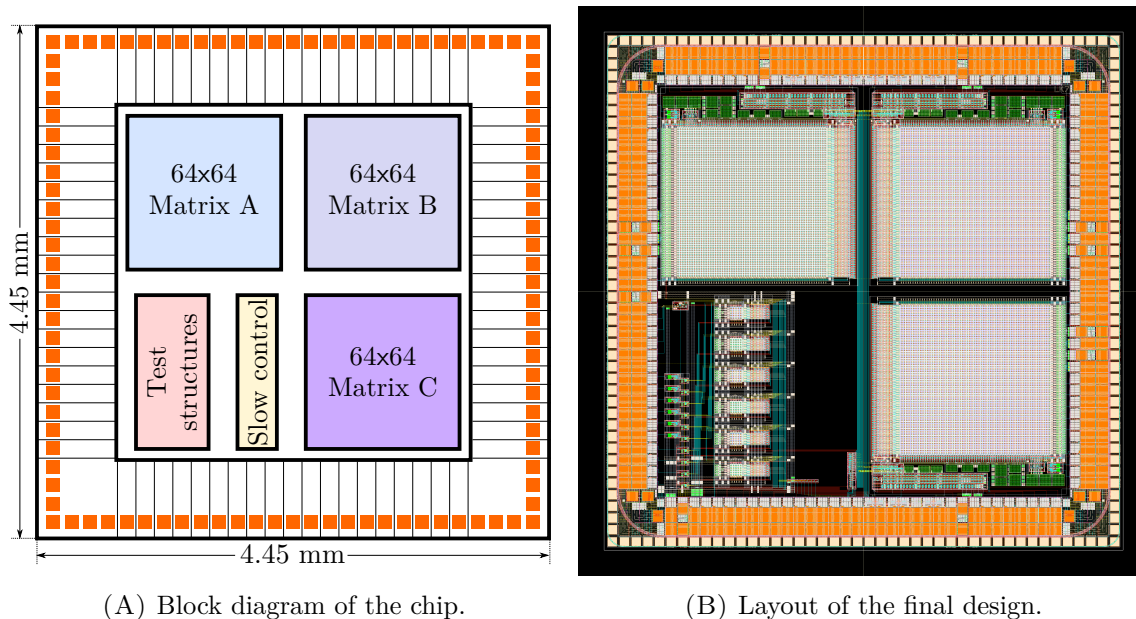 64x64
Matrix A
64x64
Matrix B
4.45 mm
Test
structures
Slow control
64x64
Matrix C
4.45 mm
(A) Block diagram of the chip.
(B) Layout of the final design.